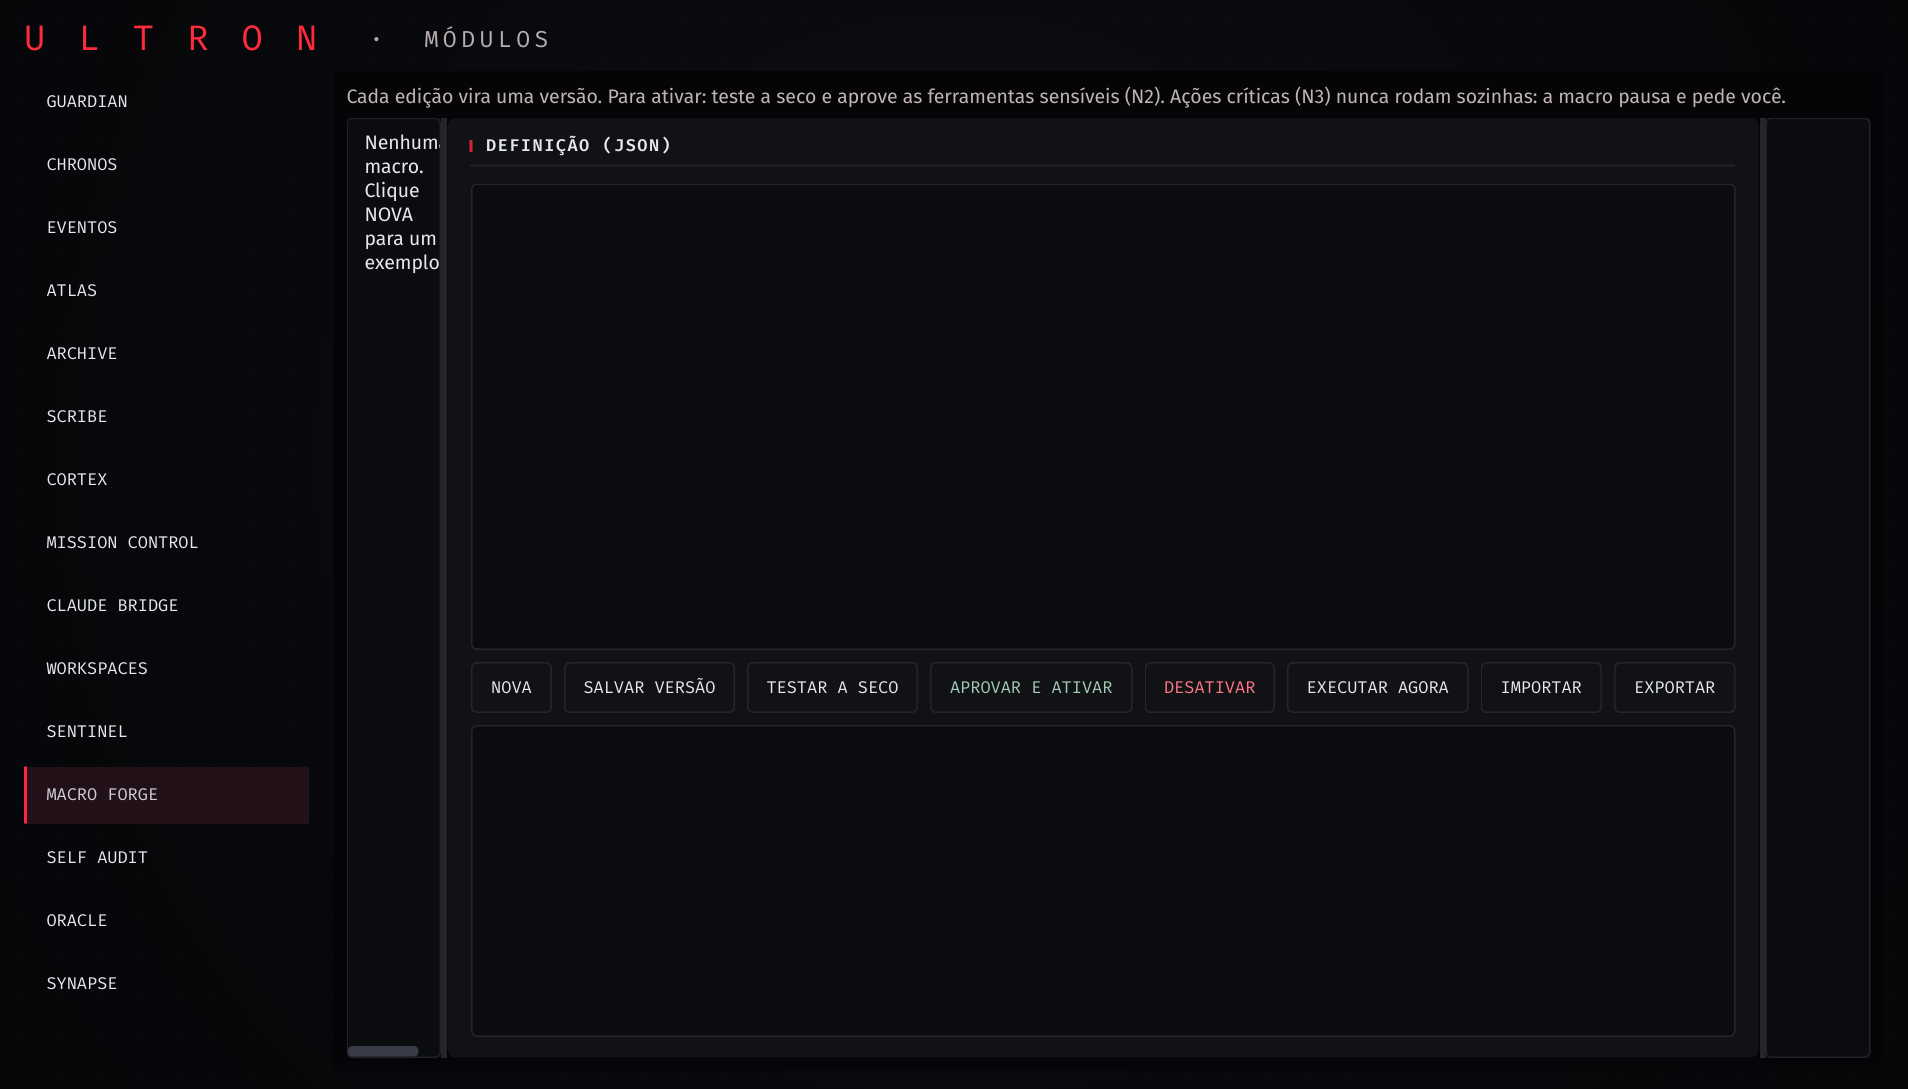 ULTRON · MÓDULOS
GUARDIAN
CHRONOS
EVENTOS
ATLAS
ARCHIVE
SCRIBE
CORTEX
MISSION CONTROL
CLAUDE BRIDGE
WORKSPACES
SENTINEL
MACRO FORGE
SELF AUDIT
ORACLE
SYNAPSE
Cada edição vira uma versão. Para ativar: teste a seco e aprove as ferramentas sensíveis (N2). Ações críticas (N3) nunca rodam sozinhas: a macro pausa e pede você.
Nenhuma
macro.
Clique
NOVA
para um
exemplo
DEFINIÇÃO (JSON)
NOVA
SALVAR VERSÃO
TESTAR A SECO
APROVAR E ATIVAR
DESATIVAR
EXECUTAR AGORA
IMPORTAR
EXPORTAR